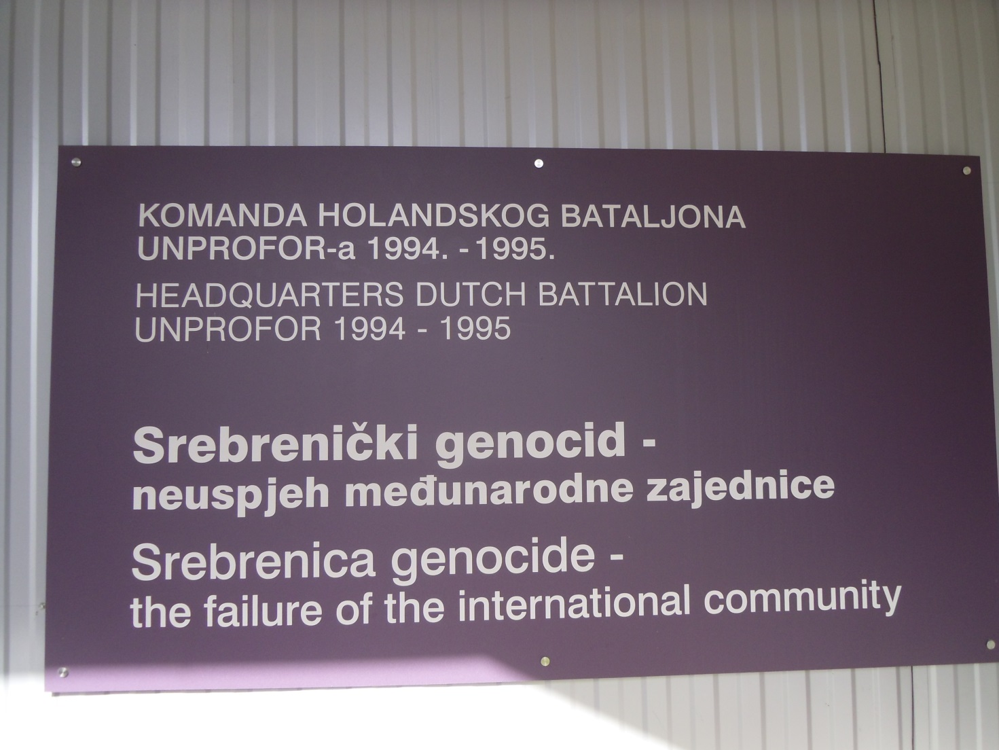 KOMANDA HOLANDSKOG BATALJONA
UNPROFOR-a 1994. - 1995.
HEADQUARTERS DUTCH BATTALION
UNPROFOR 1994 - 1995
Srebrenički genocid -
neuspjeh međunarodne zajednice
Srebrenica genocide -
the failure of the international community